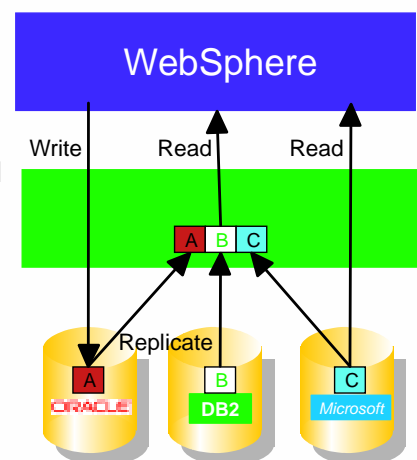 WebSphere
Write Read Read
A B C
Replicate
A B C
ORACLE DB2 Microsoft